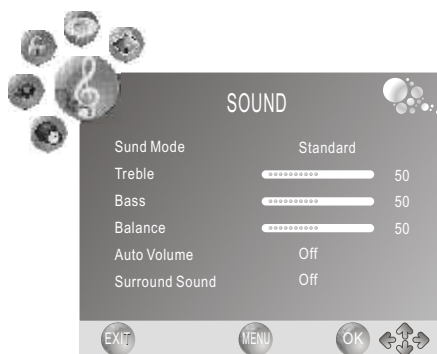 SOUND
Sund Mode Standard
Treble 50
Bass 50
Balance 50
Auto Volume Off
Surround Sound Off
EXIT MENU OK